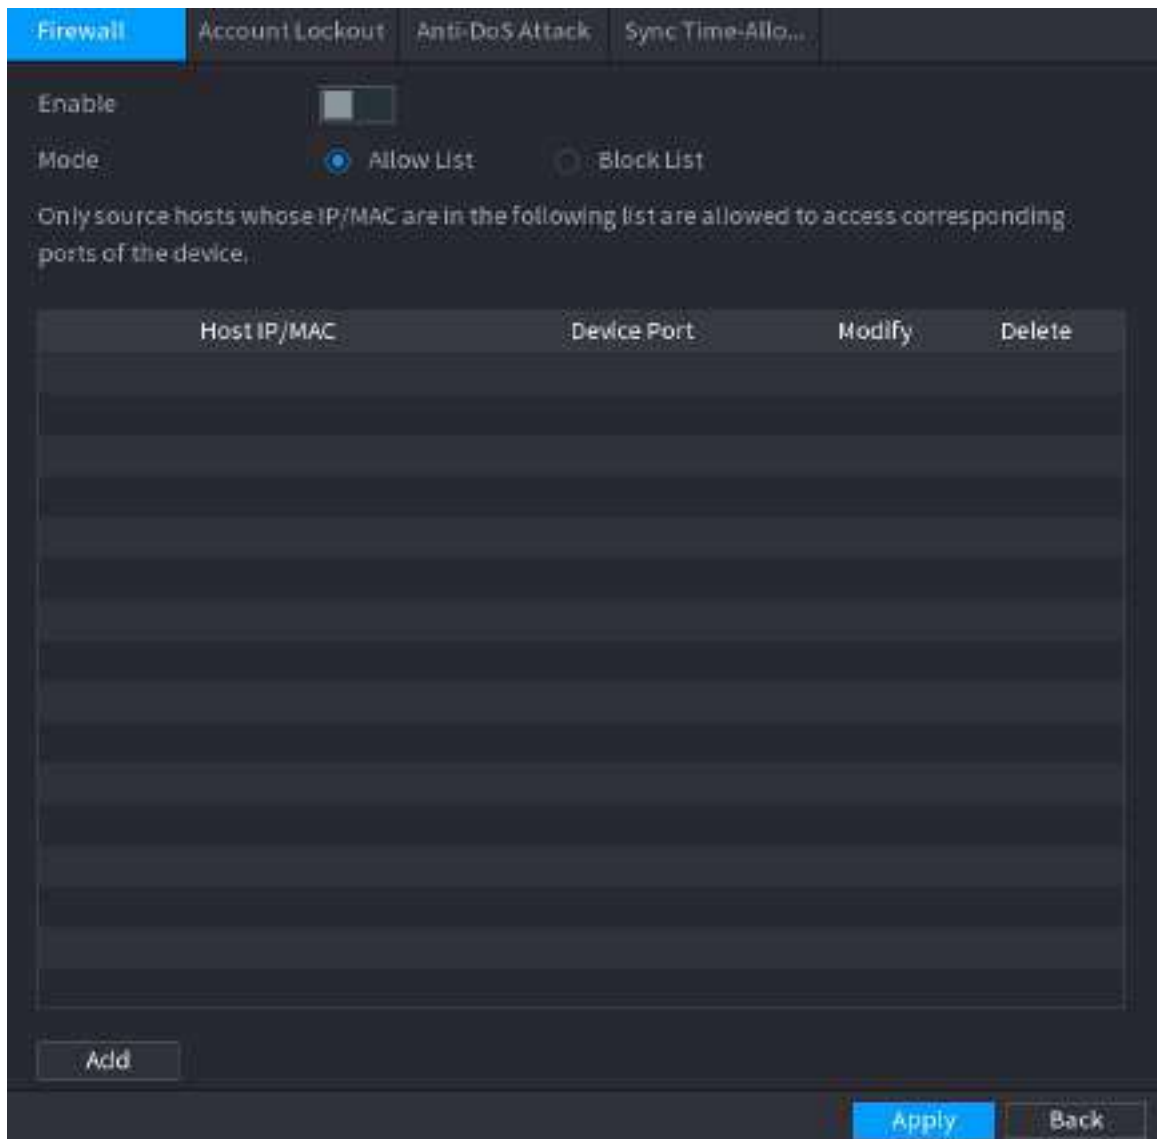 Firewall Account Lockout Anti-DoS Attack Sync Time-Allo...
Enable
Mode Allow List Block List
Only source hosts whose IP/MAC are in the following list are allowed to access corresponding
ports of the device.
Host IP/MAC Device Port Modify Delete
Add
Apply Back